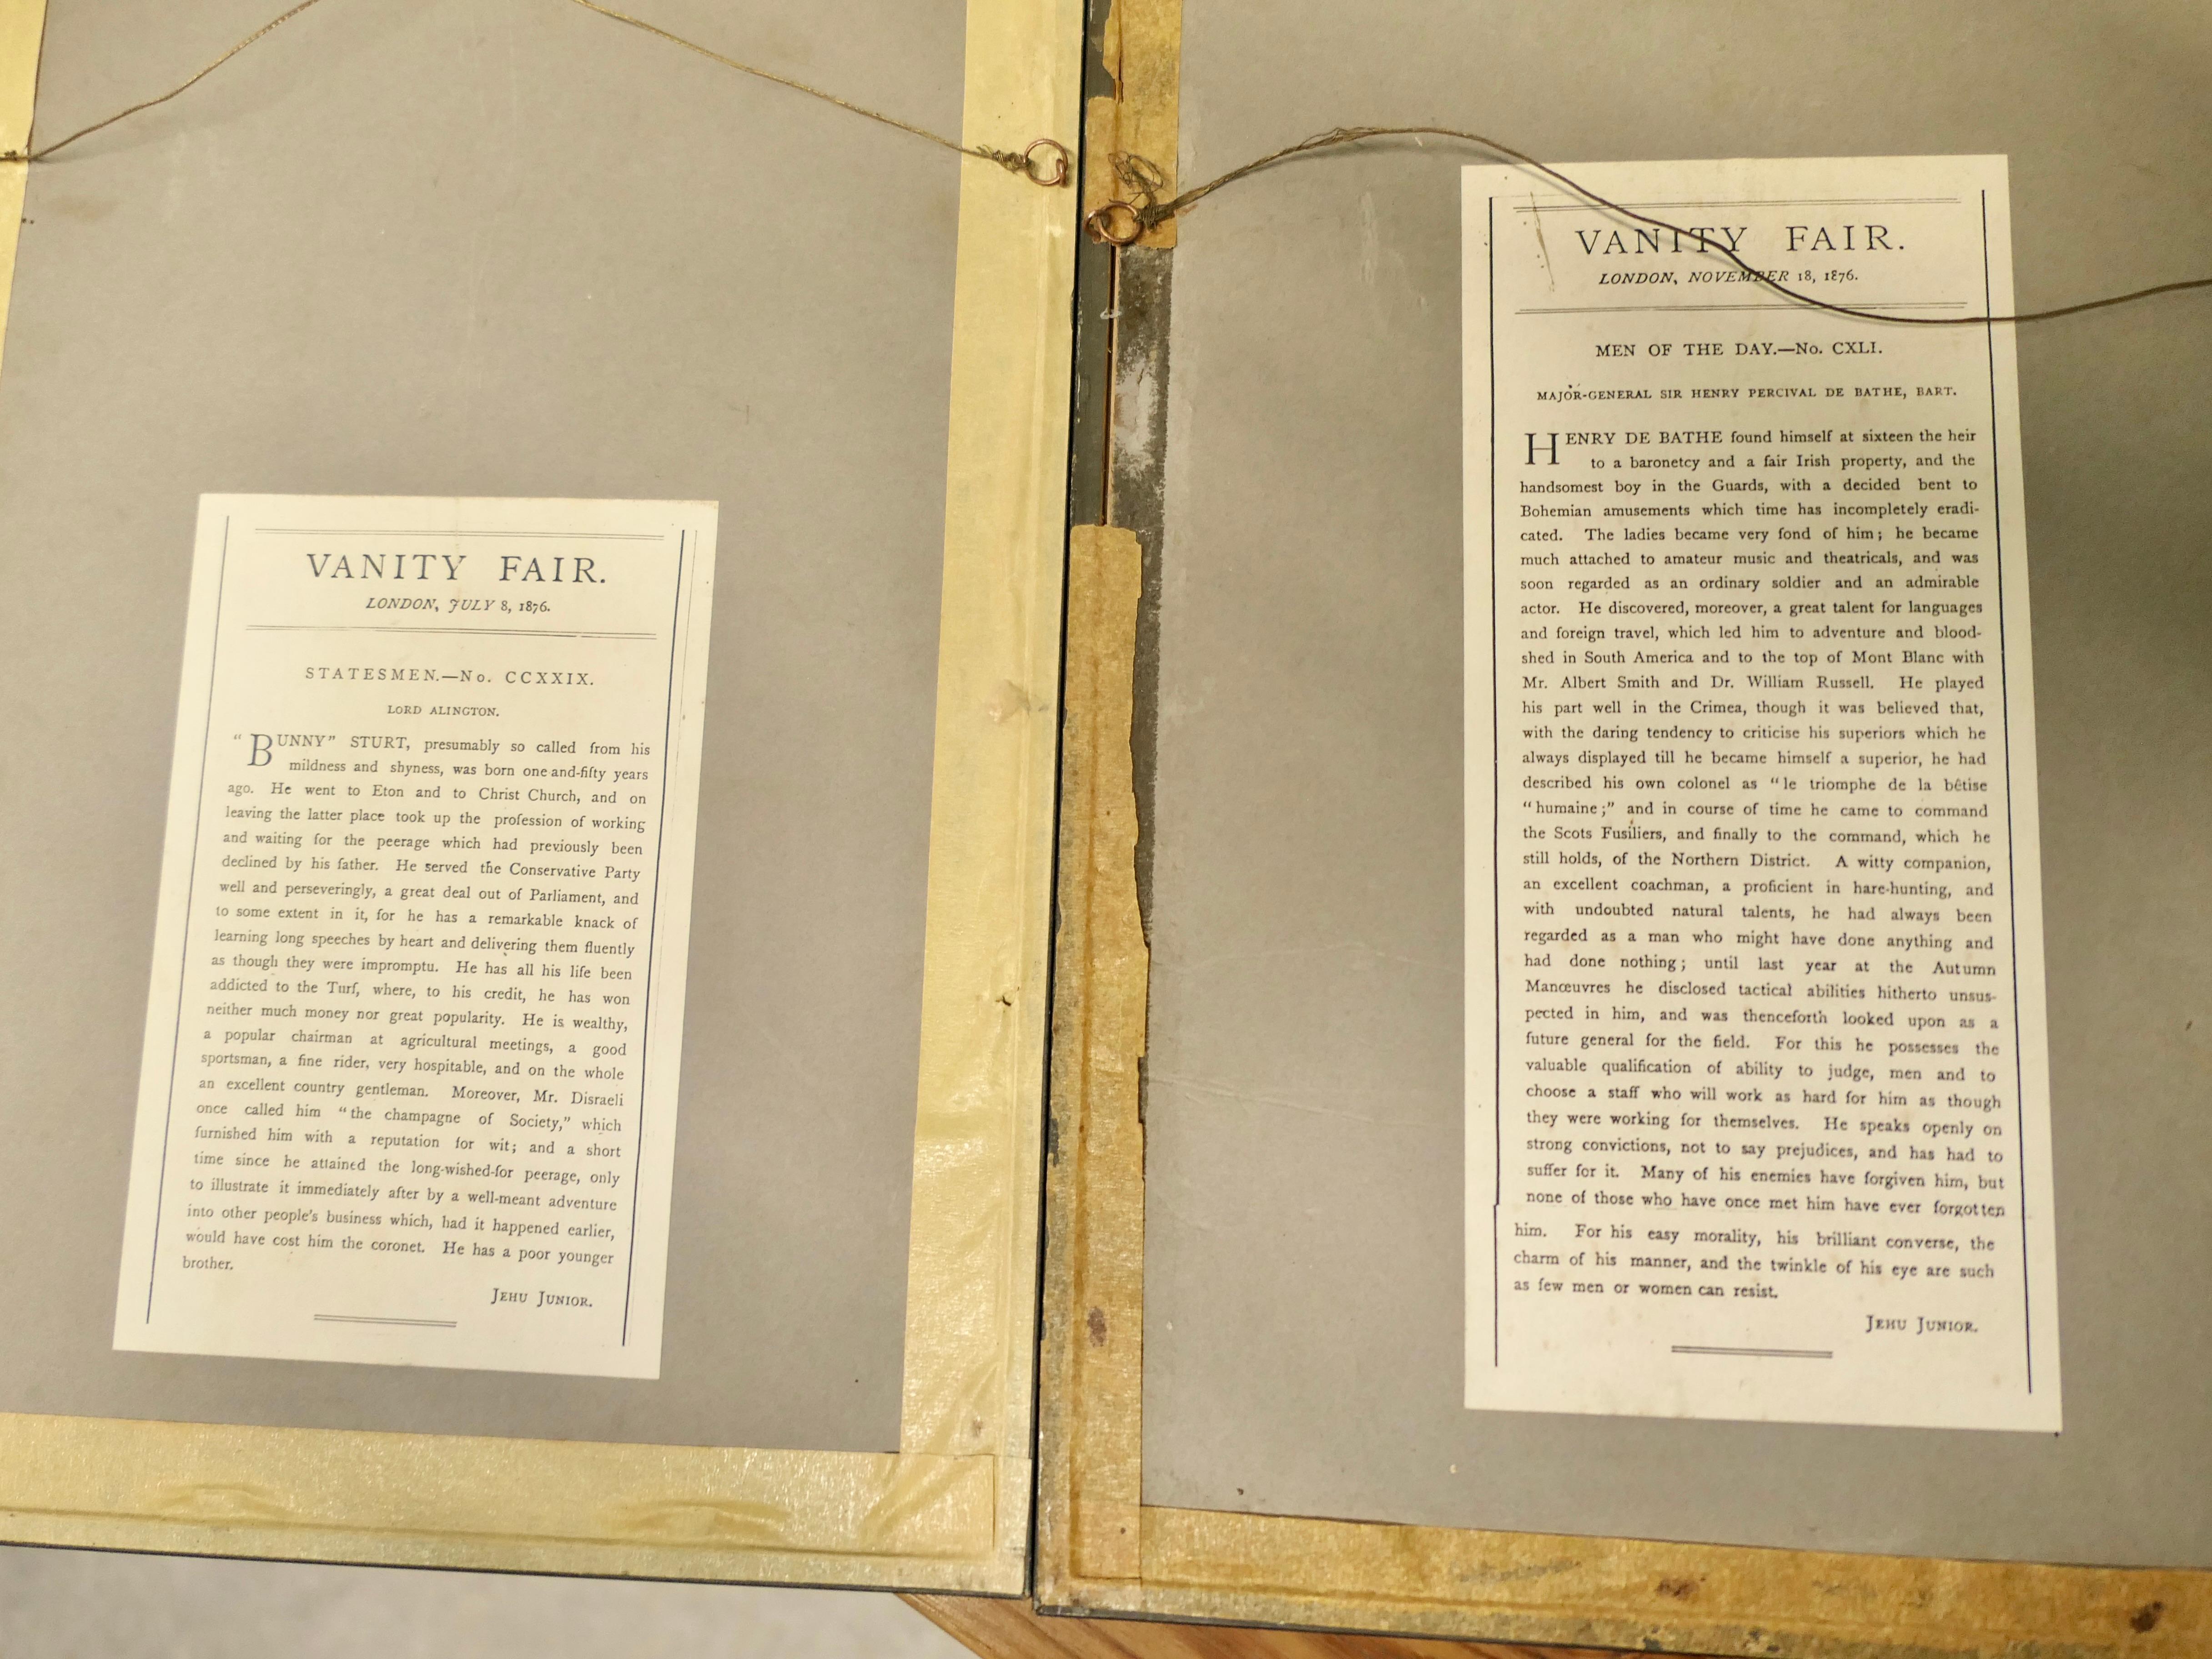 VANITY FAIR.
LONDON, JULY 8, 1876.
STATESMEN.—No. CCXXIX.
LORD ALINGTON.
"BUNNY" STURT, presumably so called from his
mildness and shyness, was born one and-fifty years
ago. He went to Eton and to Christ Church, and on
leaving the latter place took up the profession of working
and waiting for the peerage which had previously been
declined by his father. He served the Conservative Party
well and perseveringly, a great deal out of Parliament, and
to some extent in it, for he has a remarkable knack of
learning long speeches by heart and delivering them fluently
as though they were impromptu. He has all his life been
addicted to the Turf, where, to his credit, he has won
neither much money nor great popularity. He is wealthy,
a popular chairman at agricultural meetings, a good
sportsman, a fine rider, very hospitable, and on the whole
an excellent country gentleman. Moreover, Mr. Disraeli
once called him "the champagne of Society," which
furnished him with a reputation for wit; and a short
time since he attained the long-wished-for peerage, only
to illustrate it immediately after by a well-meant adventure
into other people's business which, had it happened earlier,
would have cost him the coronet. He has a poor younger
brother.
JEHU JUNIOR.
VANITY FAIR.
LONDON, NOVEMBER 18, 1876.
MEN OF THE DAY.—No. CXLI.
MAJOR-GENERAL SIR HENRY PERCIVAL DE BATHE, BART.
HENRY DE BATHE found himself at sixteen the heir
to a baronetcy and a fair Irish property, and the
handsomest boy in the Guards, with a decided bent to
Bohemian amusements which time has incompletely eradi-
cated. The ladies became very fond of him; he became
much attached to amateur music and theatricals, and was
soon regarded as an ordinary soldier and an admirable
actor. He discovered, moreover, a great talent for languages
and foreign travel, which led him to adventure and blood-
shed in South America and to the top of Mont Blanc with
Mr. Albert Smith and Dr. William Russell. He played
his part well in the Crimea, though it was believed that,
with the daring tendency to criticise his superiors which he
always displayed till he became himself a superior, he had
described his own colonel as "le triomphe de la bêtise
"humaine;" and in course of time he came to command
the Scots Fusiliers, and finally to the command, which he
still holds, of the Northern District. A witty companion,
an excellent coachman, a proficient in hare-hunting, and
with undoubted natural talents, he had always been
regarded as a man who might have done anything and
had done nothing; until last year at the Autumn
Manœuvres he disclosed tactical abilities hitherto unsus-
pected in him, and was thenceforth looked upon as a
future general for the field. For this he possesses the
valuable qualification of ability to judge, men and to
choose a staff who will work as hard for him as though
they were working for themselves. He speaks openly on
strong convictions, not to say prejudices, and has had to
suffer for it. Many of his enemies have forgiven him, but
none of those who have once met him have ever forgotten
him. For his easy morality, his brilliant converse, the
charm of his manner, and the twinkle of his eye are such
as few men or women can resist.
JEHU JUNIOR.